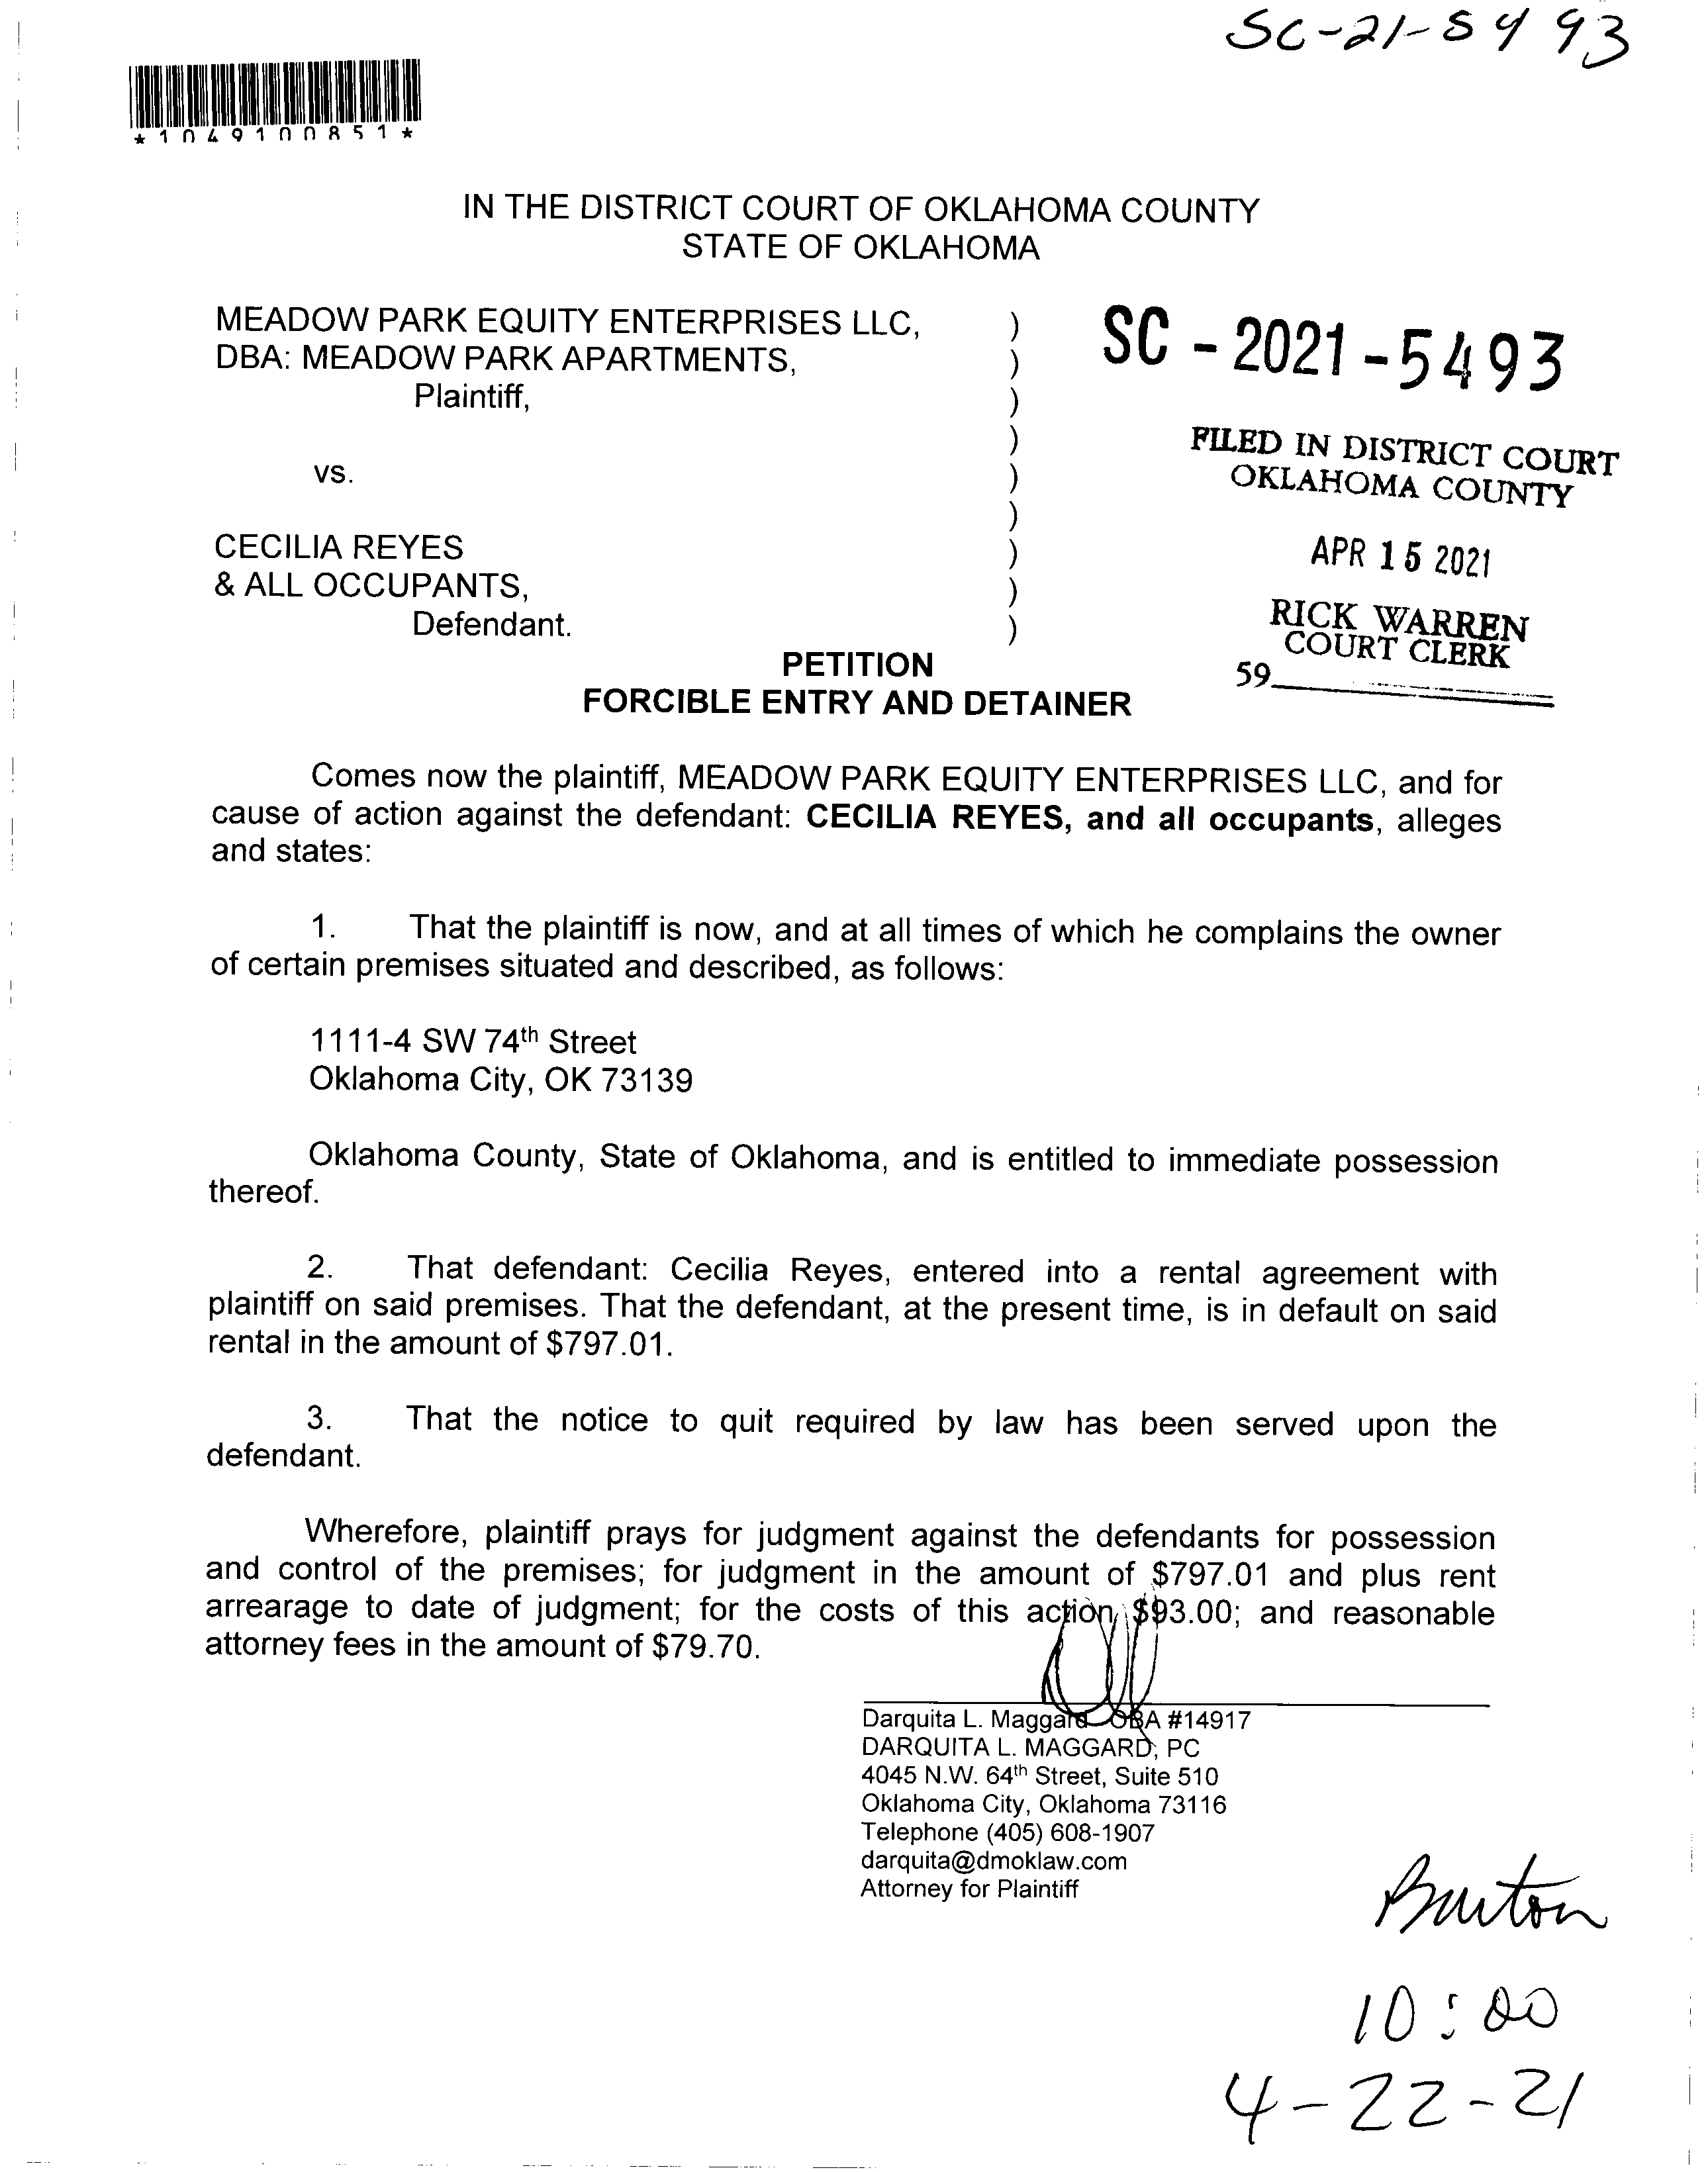 SC-21-5493
*1049100851*
IN THE DISTRICT COURT OF OKLAHOMA COUNTY
STATE OF OKLAHOMA
MEADOW PARK EQUITY ENTERPRISES LLC, )
DBA: MEADOW PARK APARTMENTS, )
Plaintiff, )
)
vs. )
)
CECILIA REYES )
& ALL OCCUPANTS, )
Defendant. )
SC - 2021 - 5493
FILED IN DISTRICT COURT
OKLAHOMA COUNTY
APR 15 2021
RICK WARREN
COURT CLERK
59
PETITION
FORCIBLE ENTRY AND DETAINER
Comes now the plaintiff, MEADOW PARK EQUITY ENTERPRISES LLC, and for
cause of action against the defendant: CECILIA REYES, and all occupants, alleges
and states:
1. That the plaintiff is now, and at all times of which he complains the owner
of certain premises situated and described, as follows:
1111-4 SW 74th Street
Oklahoma City, OK 73139
Oklahoma County, State of Oklahoma, and is entitled to immediate possession
thereof.
2. That defendant: Cecilia Reyes, entered into a rental agreement with
plaintiff on said premises. That the defendant, at the present time, is in default on said
rental in the amount of $797.01.
3. That the notice to quit required by law has been served upon the
defendant.
Wherefore, plaintiff prays for judgment against the defendants for possession
and control of the premises; for judgment in the amount of $797.01 and plus rent
arrearage to date of judgment; for the costs of this action $93.00; and reasonable
attorney fees in the amount of $79.70.
Darquita L. Maggard OBA #14917
DARQUITA L. MAGGARD, PC
4045 N.W. 64th Street, Suite 510
Oklahoma City, Oklahoma 73116
Telephone (405) 608-1907
darquita@dmoklaw.com
Attorney for Plaintiff
Burton
10:00
4-22-21